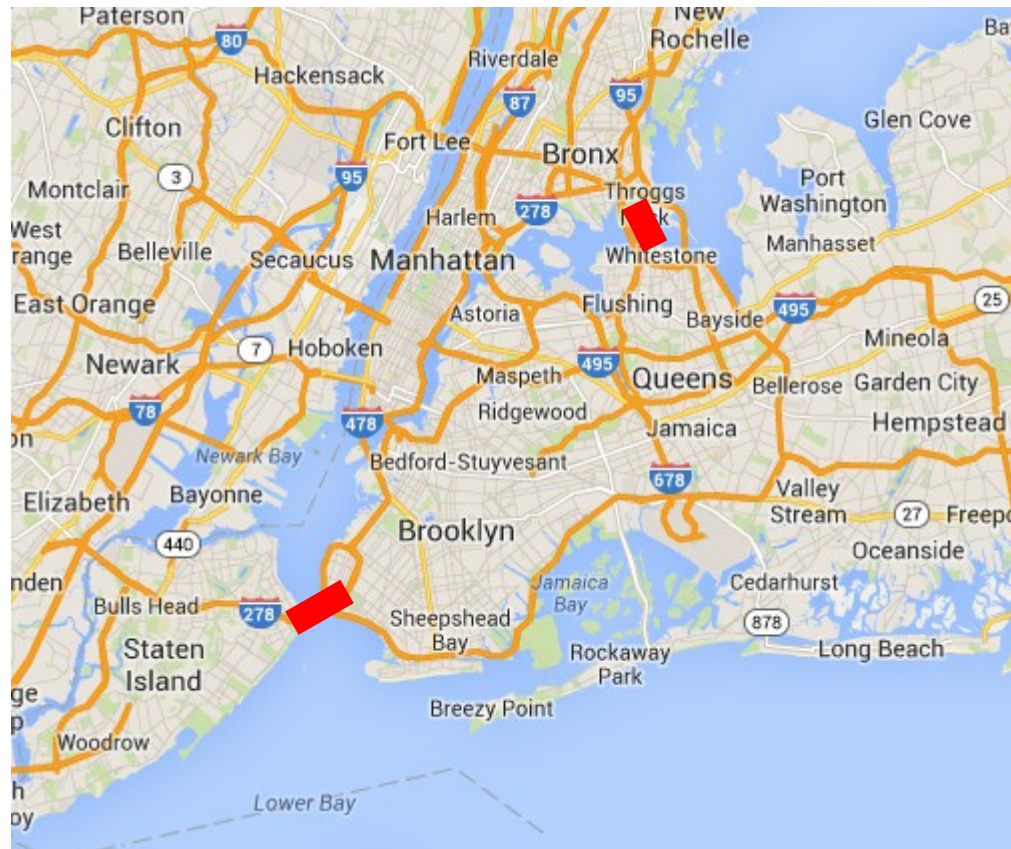 Paterson
New
Rochelle
80
Riverdale
Hackensack
87
95
Glen Cove
Clifton
Fort Lee
Bronx
3
95
Port
Washington
Montclair
Throggs
278
West
Harlem
Belleville
Secaucus
Manhattan
Whitestone
Manhasset
East Orange
Astoria
Flushing
Bayside
495
25
7
Hoboken
Mineola
Newark
495
Maspeth
Queens
Bellerose
Garden City
78
478
Ridgewood
Jamaica
Hempstead
Newark Bay
Bedford-Stuyvesant
678
Elizabeth
Bayonne
Valley
Stream
27
Brooklyn
440
Oceanside
Jamaica
Bay
Cedarhurst
Bulls Head
278
Sheepshead
Bay
878
Staten
Island
Rockaway
Park
Long Beach
Breezy Point
Woodrow
Lower Bay